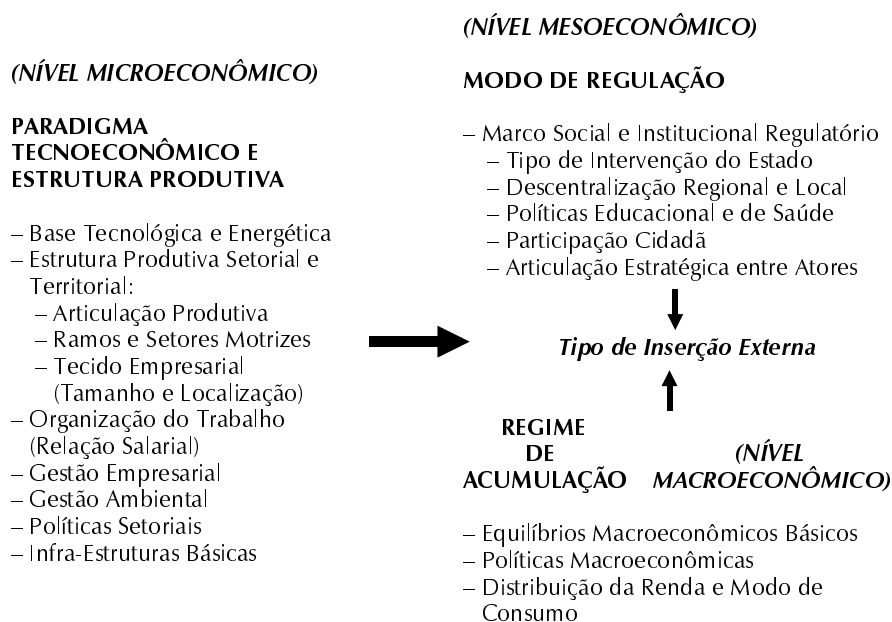 (NÍVEL MICROECONÔMICO)
PARADIGMA
TECNOECONÔMICO E
ESTRUTURA PRODUTIVA
– Base Tecnológica e Energética
– Estrutura Produtiva Setorial e
Territorial:
– Articulação Produtiva
– Ramos e Setores Motrizes
– Tecido Empresarial
(Tamanho e Localização)
– Organização do Trabalho
(Relação Salarial)
– Gestão Empresarial
– Gestão Ambiental
– Políticas Setoriais
– Infra-Estruturas Básicas
(NÍVEL MESOECONÔMICO)
MODO DE REGULAÇÃO
– Marco Social e Institucional Regulatório
– Tipo de Intervenção do Estado
– Descentralização Regional e Local
– Políticas Educacional e de Saúde
– Participação Cidadã
– Articulação Estratégica entre Atores
Tipo de Inserção Externa
REGIME
DE
ACUMULAÇÃO
(NÍVEL
MACROECONÔMICO)
– Equilíbrios Macroeconômicos Básicos
– Políticas Macroeconômicas
– Distribuição da Renda e Modo de
Consumo